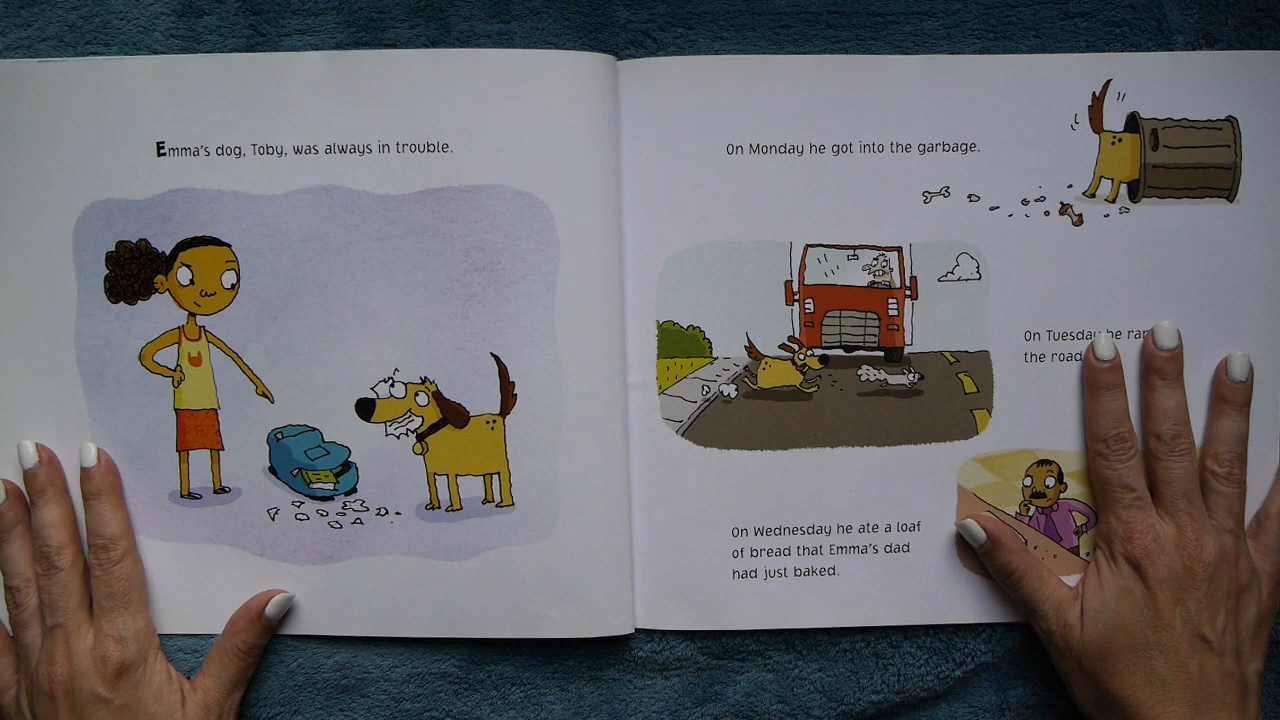 Emma's dog, Toby, was always in trouble.
On Monday he got into the garbage.
On Tuesday he ran
the road
On Wednesday he ate a loaf
of bread that Emma's dad
had just baked.